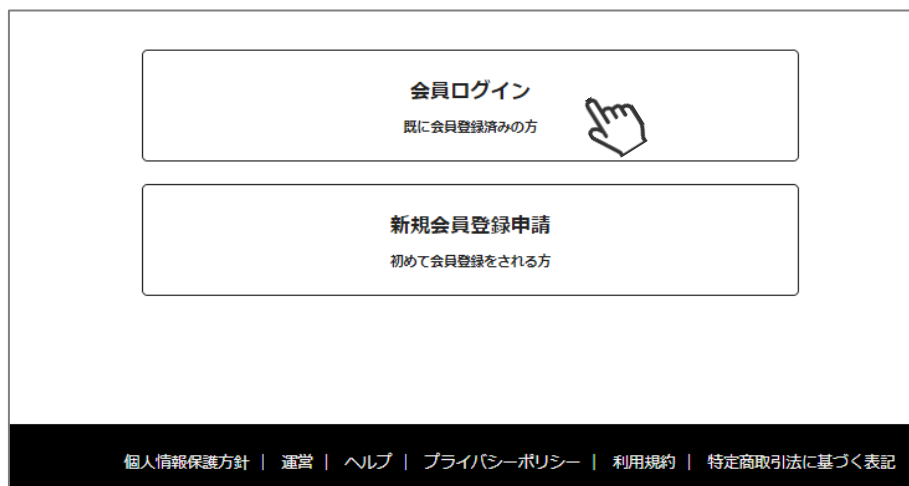 会員ログイン
既に会員登録済みの方
新規会員登録申請
初めて会員登録をされる方
個人情報保護方針 | 運営 | ヘルプ | プライバシーポリシー | 利用規約 | 特定商取引法に基づく表記